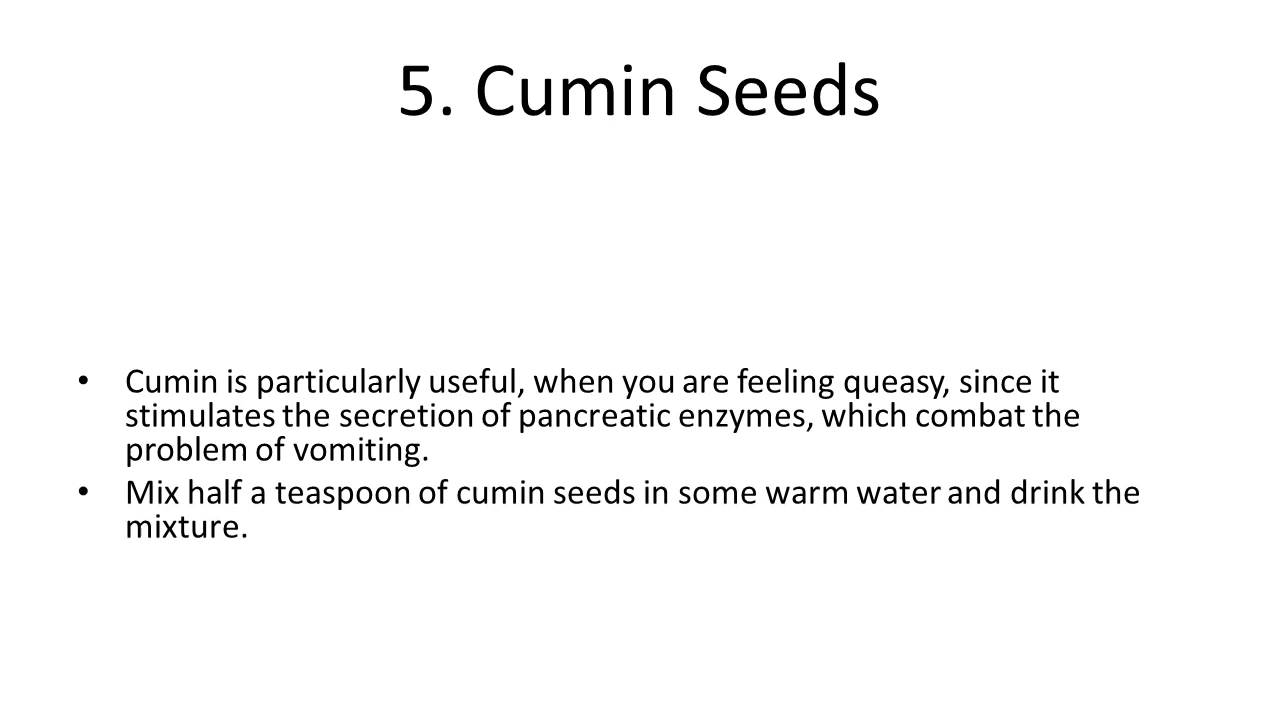 5. Cumin Seeds
• Cumin is particularly useful, when you are feeling queasy, since it
stimulates the secretion of pancreatic enzymes, which combat the
problem of vomiting.
• Mix half a teaspoon of cumin seeds in some warm water and drink the
mixture.